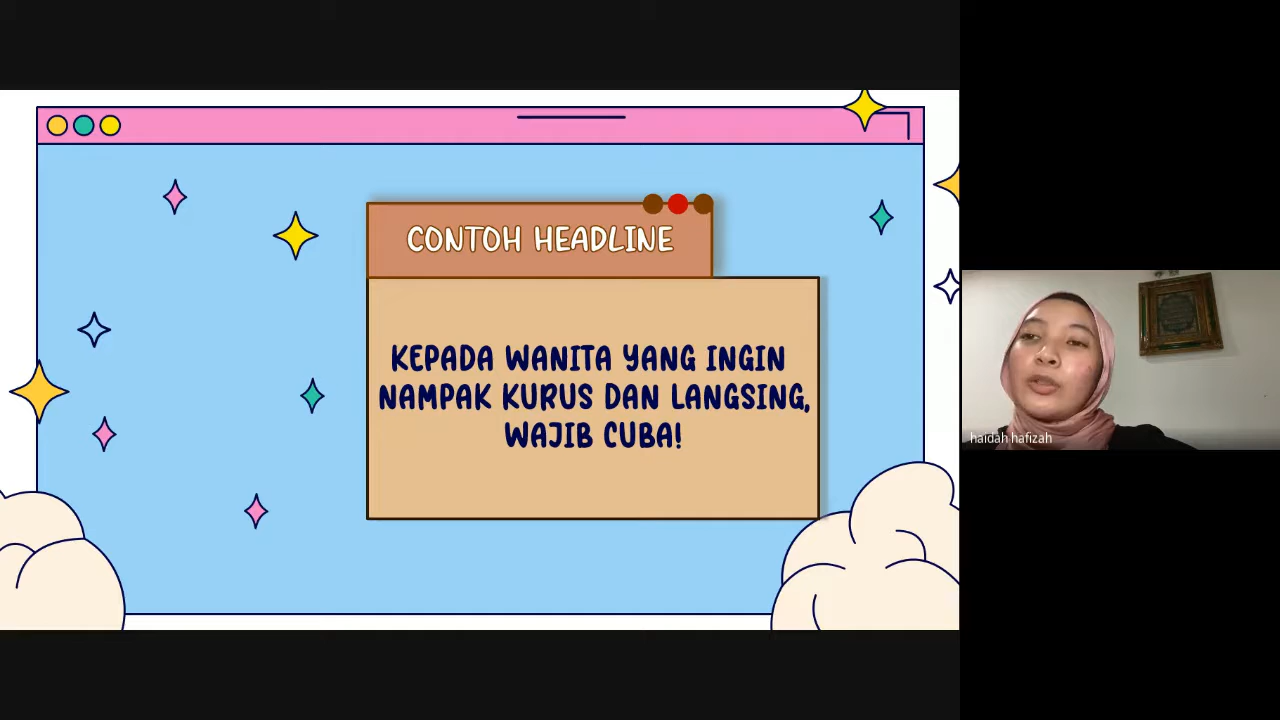 CONTOH HEADLINE
KEPADA WANITA YANG INGIN
NAMPAK KURUS DAN LANGSING,
WAJIB CUBA!
haidah hafizah